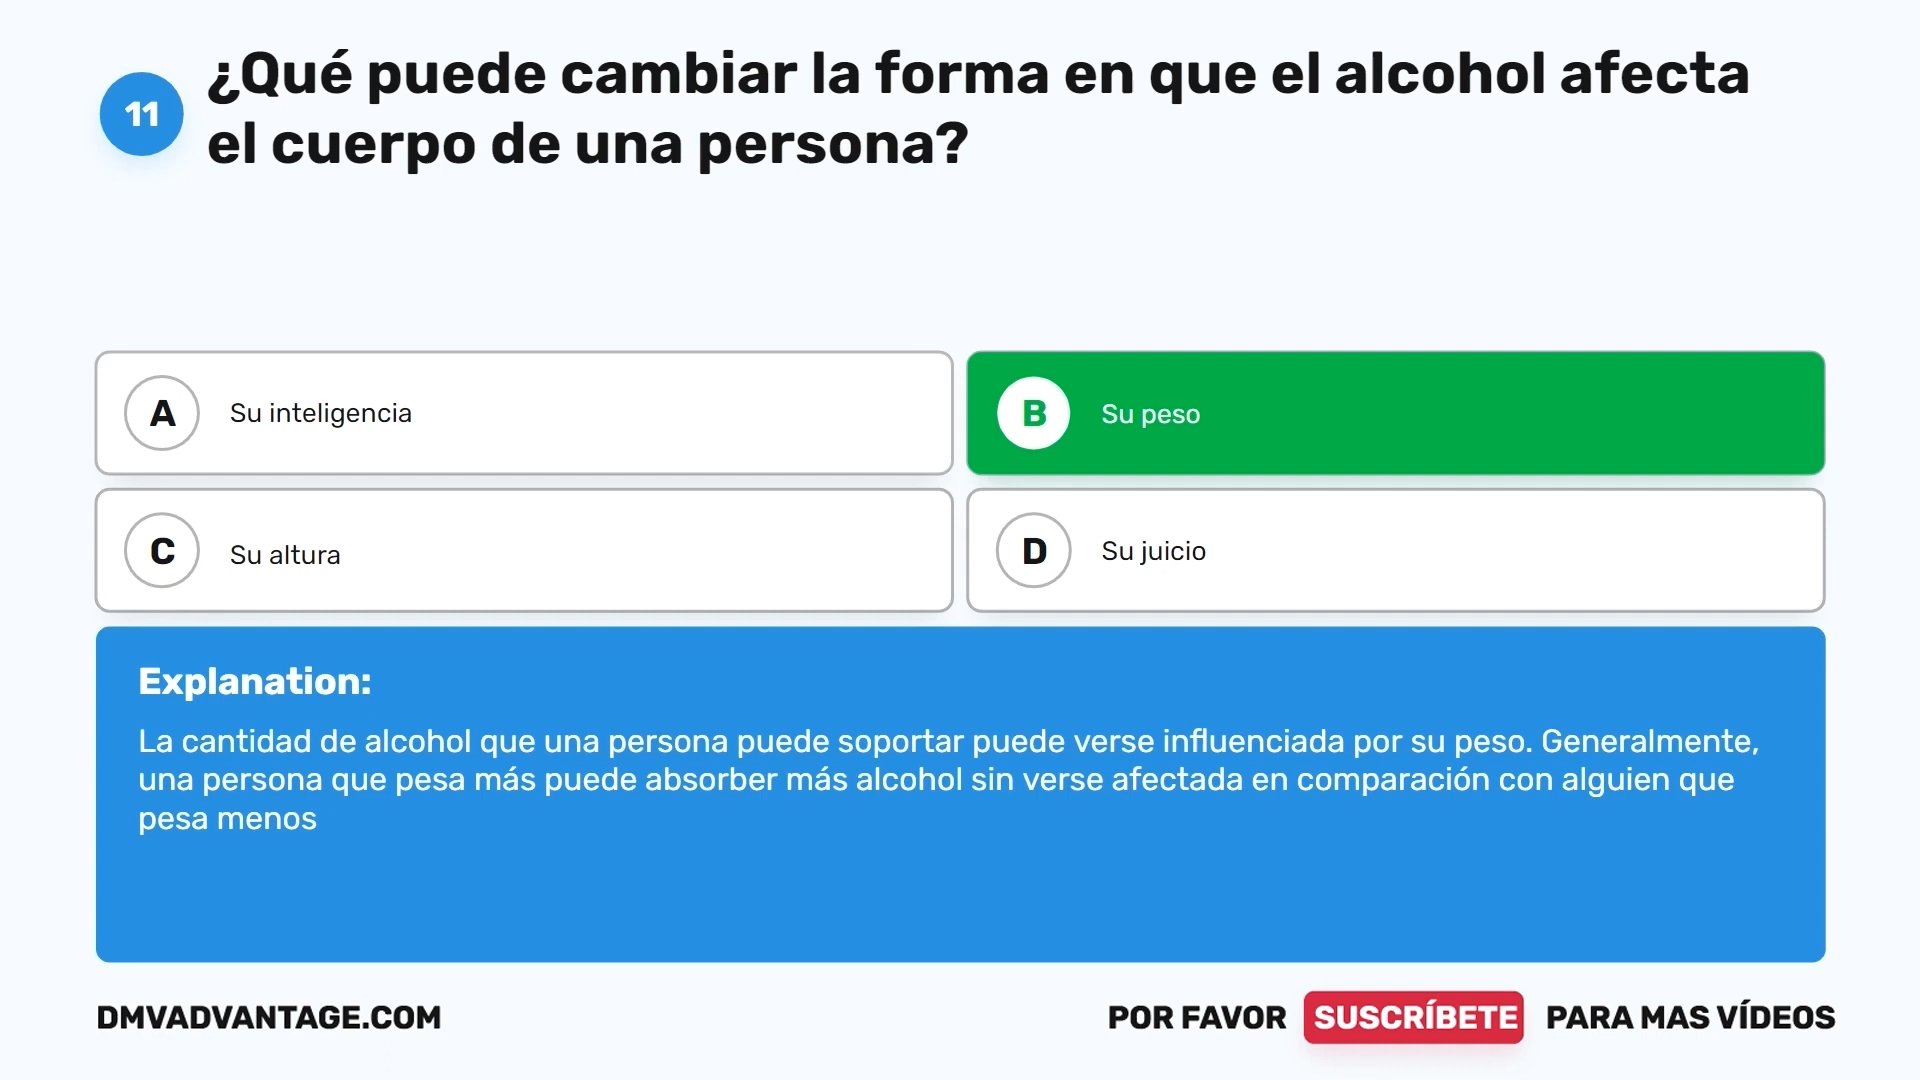 11
¿Qué puede cambiar la forma en que el alcohol afecta
el cuerpo de una persona?
A Su inteligencia
B Su peso
C Su altura
D Su juicio
Explanation:
La cantidad de alcohol que una persona puede soportar puede verse influenciada por su peso. Generalmente,
una persona que pesa más puede absorber más alcohol sin verse afectada en comparación con alguien que
pesa menos
DMVADVANTAGE.COM
POR FAVOR SUSCRÍBETE PARA MAS VÍDEOS